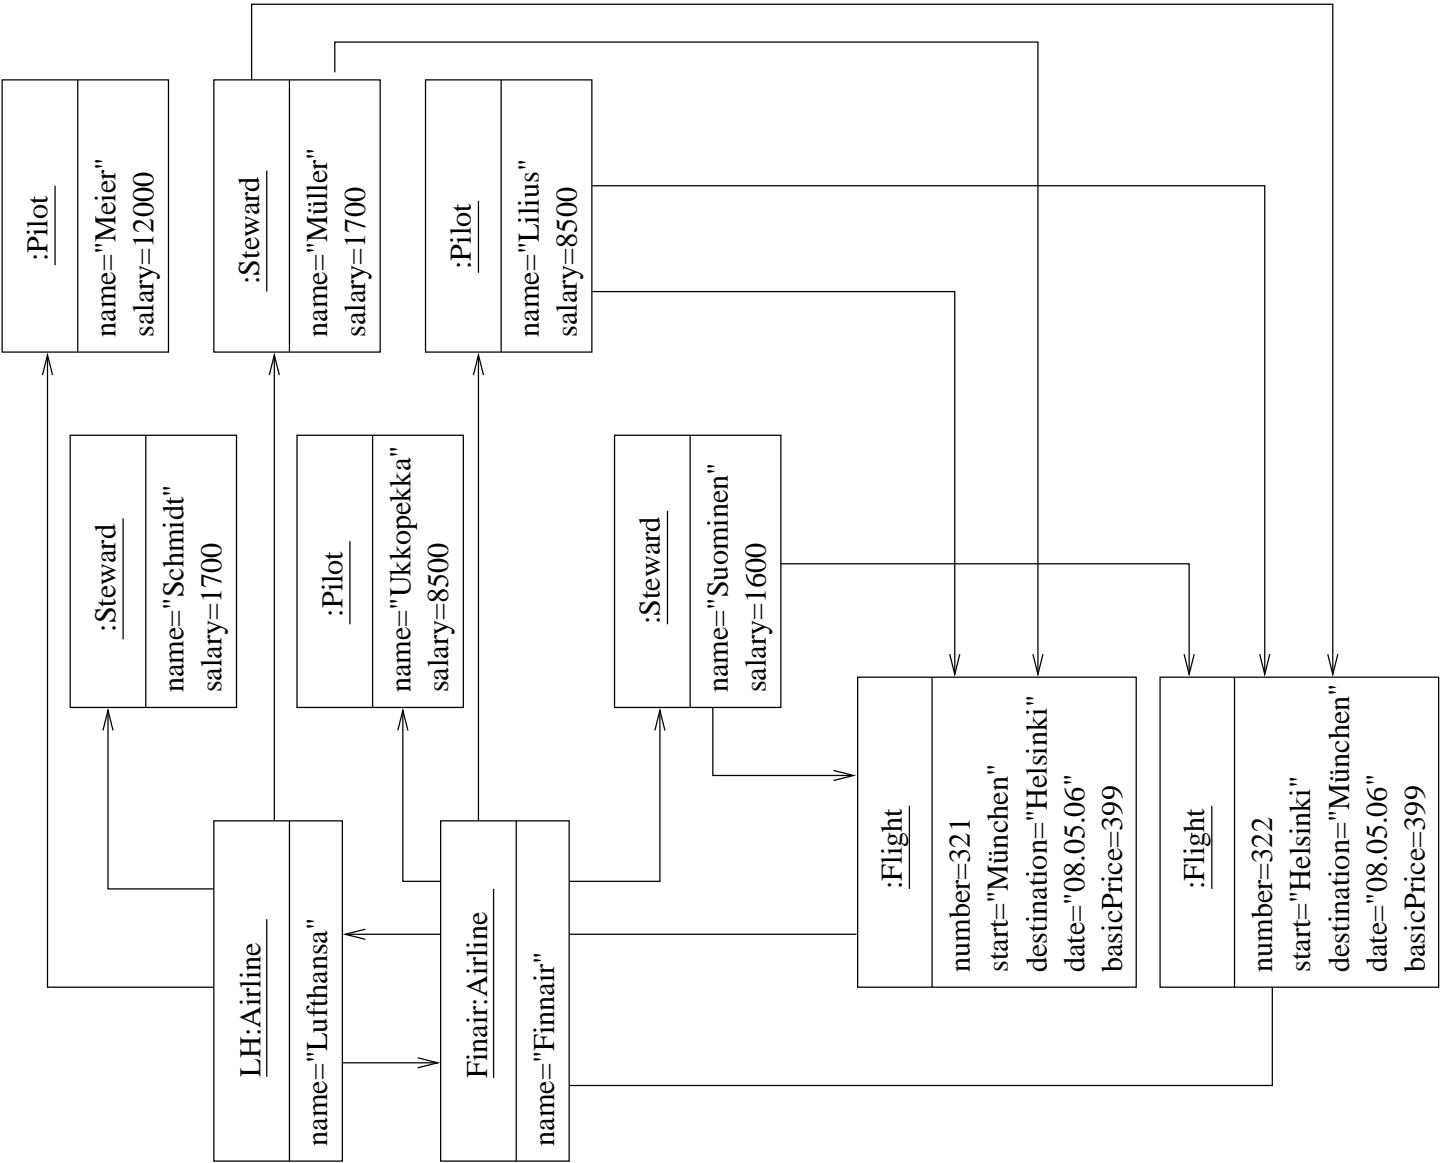 :Pilot
name="Meier"
salary=12000
:Steward
name="Müller"
salary=1700
:Pilot
name="Lilius"
salary=8500
:Steward
name="Schmidt"
salary=1700
:Pilot
name="Ukkopekka"
salary=8500
:Steward
name="Suominen"
salary=1600
LH:Airline
name="Lufthansa"
Finair:Airline
name="Finnair"
:Flight
number=321
start="München"
destination="Helsinki"
date="08.05.06"
basicPrice=399
:Flight
number=322
start="Helsinki"
destination="München"
date="08.05.06"
basicPrice=399